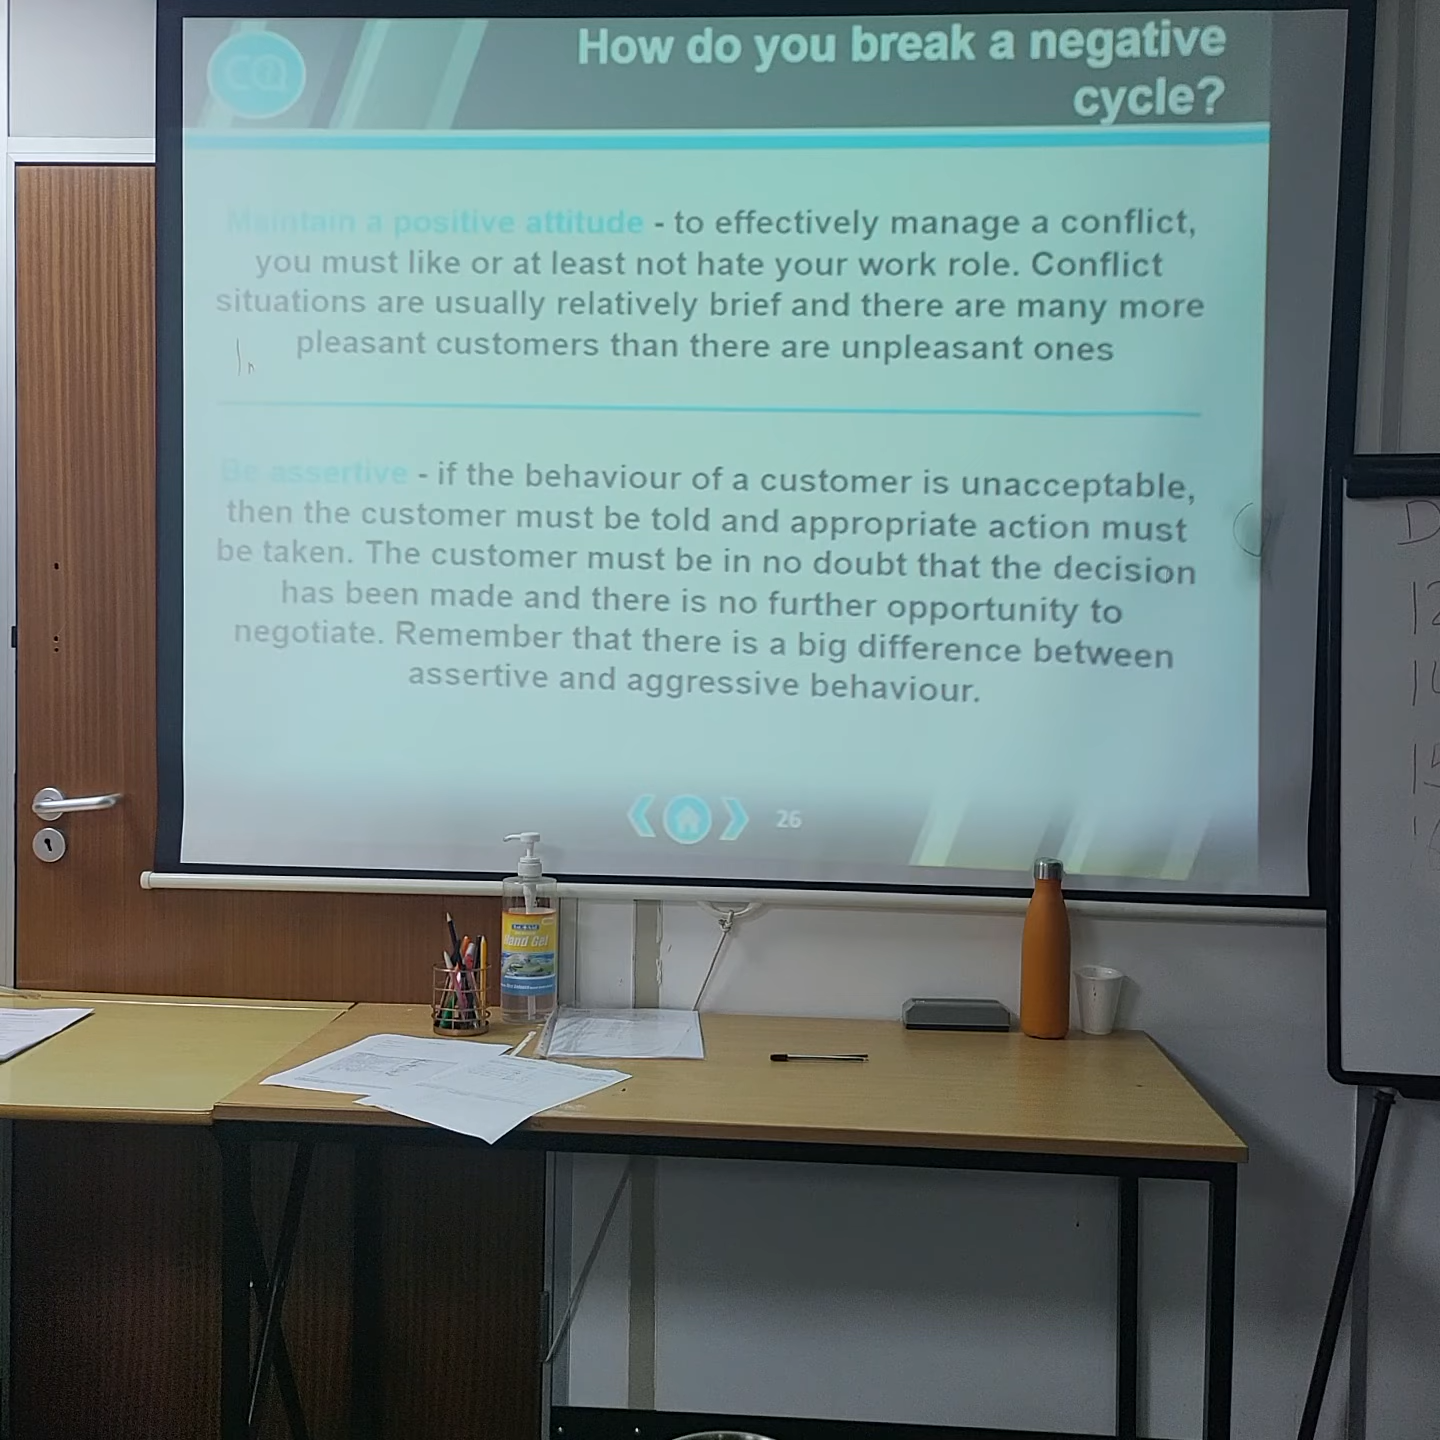 How do you break a negative
cycle?
Maintain a positive attitude - to effectively manage a conflict,
you must like or at least not hate your work role. Conflict
situations are usually relatively brief and there are many more
pleasant customers than there are unpleasant ones
Be assertive - if the behaviour of a customer is unacceptable,
then the customer must be told and appropriate action must
be taken. The customer must be in no doubt that the decision
has been made and there is no further opportunity to
negotiate. Remember that there is a big difference between
assertive and aggressive behaviour.
26
Hand Gel
D
12